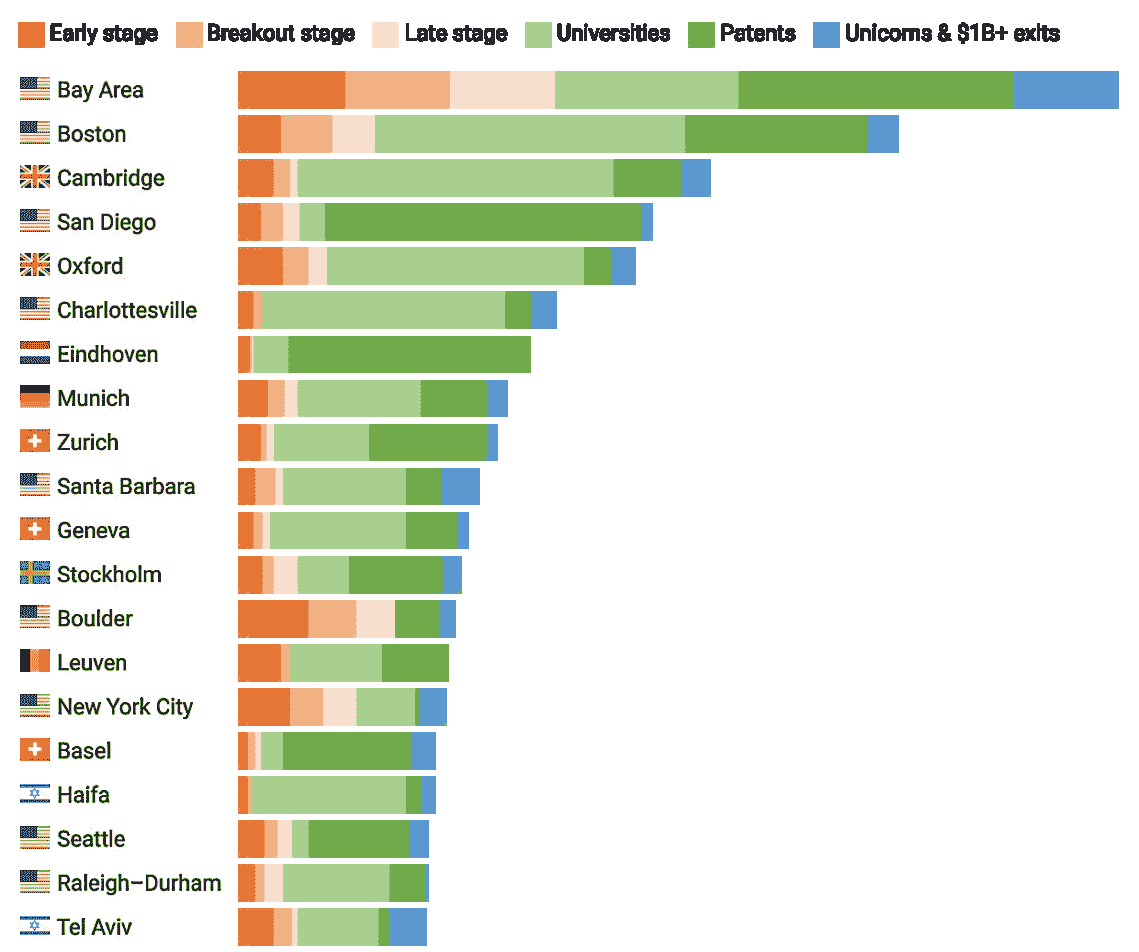 Early stage Breakout stage Late stage Universities Patents Unicorns & $1B+ exits
Bay Area
Boston
Cambridge
San Diego
Oxford
Charlottesville
Eindhoven
Munich
Zurich
Santa Barbara
Geneva
Stockholm
Boulder
Leuven
New York City
Basel
Haifa
Seattle
Raleigh–Durham
Tel Aviv